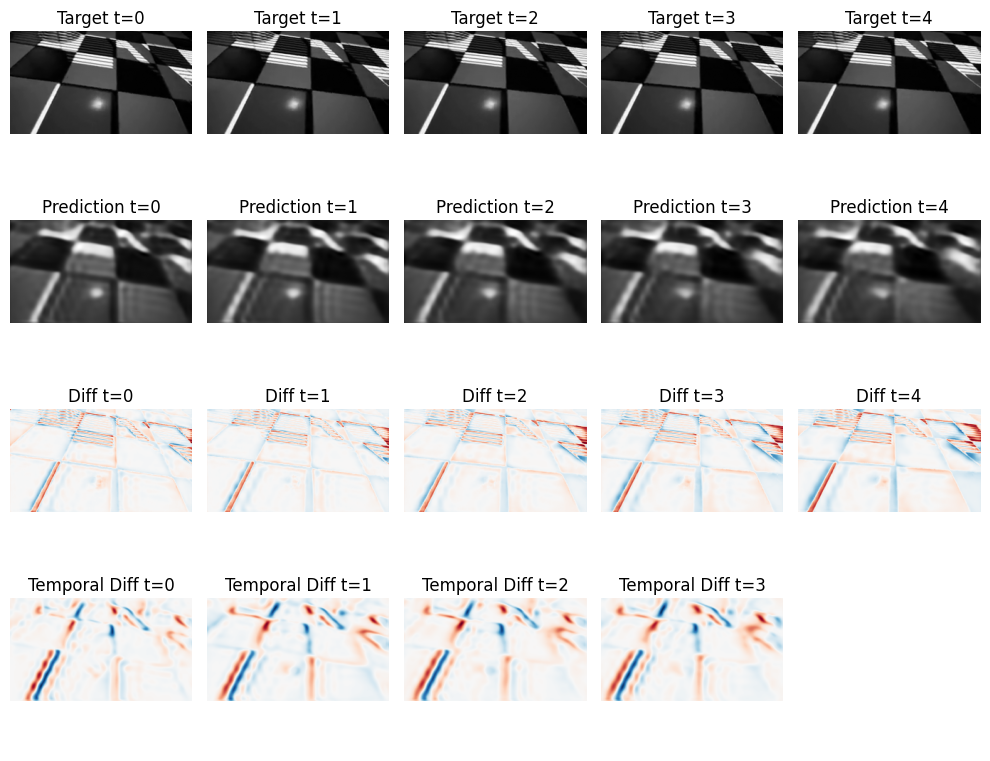 Target t=0
Target t=1
Target t=2
Target t=3
Target t=4
Prediction t=0
Prediction t=1
Prediction t=2
Prediction t=3
Prediction t=4
Diff t=0
Diff t=1
Diff t=2
Diff t=3
Diff t=4
Temporal Diff t=0
Temporal Diff t=1
Temporal Diff t=2
Temporal Diff t=3